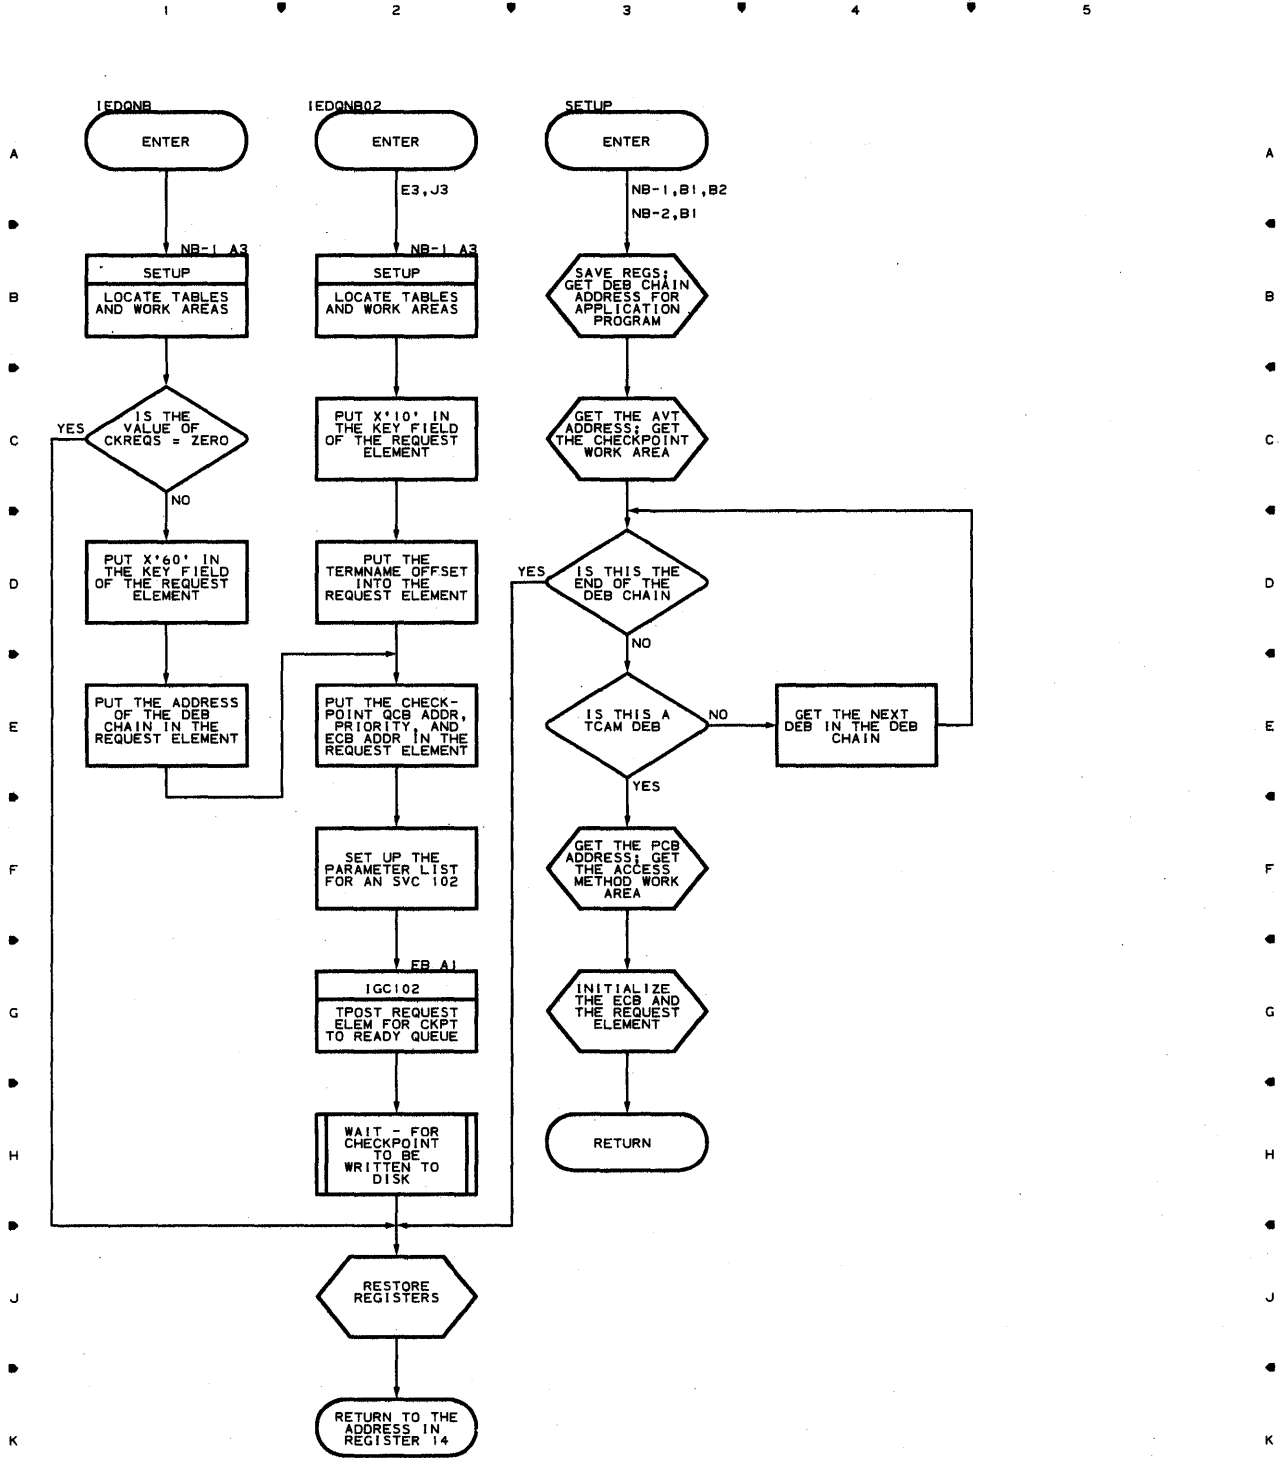 1 2 3 4 5
IEDQNB
ENTER
NB-1 A3
SETUP
LOCATE TABLES
AND WORK AREAS
IS THE
VALUE OF
CKREQS = ZERO
YES
NO
PUT X'60' IN
THE KEY FIELD
OF THE REQUEST
ELEMENT
PUT THE ADDRESS
OF THE DEB
CHAIN IN THE
REQUEST ELEMENT
IEDQNB02
ENTER
E3,J3
NB-1 A3
SETUP
LOCATE TABLES
AND WORK AREAS
PUT X'10' IN
THE KEY FIELD
OF THE REQUEST
ELEMENT
PUT THE
TERMNAME OFFSET
INTO THE
REQUEST ELEMENT
PUT THE CHECK-
POINT QCB ADDR,
PRIORITY, AND
ECB ADDR IN THE
REQUEST ELEMENT
SET UP THE
PARAMETER LIST
FOR AN SVC 102
EB A1
IGC102
TPOST REQUEST
ELEM FOR CKPT
TO READY QUEUE
WAIT - FOR
CHECKPOINT
TO BE
WRITTEN TO
DISK
RESTORE
REGISTERS
RETURN TO THE
ADDRESS IN
REGISTER 14
SETUP
ENTER
NB-1,B1,B2
NB-2,B1
SAVE REGS;
GET DEB CHAIN
ADDRESS FOR
APPLICATION
PROGRAM
GET THE AVT
ADDRESS; GET
THE CHECKPOINT
WORK AREA
IS THIS THE
END OF THE
DEB CHAIN
YES
NO
IS THIS A
TCAM DEB
NO
YES
GET THE NEXT
DEB IN THE DEB
CHAIN
GET THE PCB
ADDRESS; GET
THE ACCESS
METHOD WORK
AREA
INITIALIZE
THE ECB AND
THE REQUEST
ELEMENT
RETURN
A A
B B
C C
D D
E E
F F
G G
H H
J J
K K